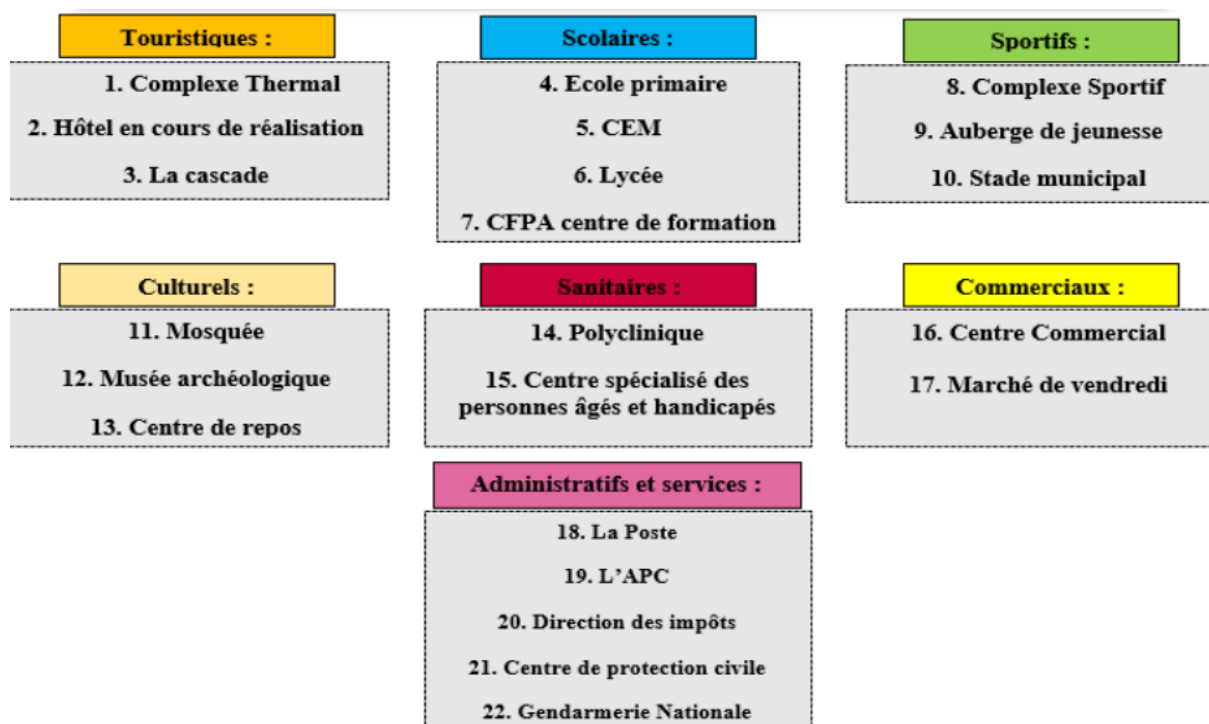 Touristiques :
1. Complexe Thermal
2. Hôtel en cours de réalisation
3. La cascade
Scolaires :
4. Ecole primaire
5. CEM
6. Lycée
7. CFPA centre de formation
Sportifs :
8. Complexe Sportif
9. Auberge de jeunesse
10. Stade municipal
Culturels :
11. Mosquée
12. Musée archéologique
13. Centre de repos
Sanitaires :
14. Polyclinique
15. Centre spécialisé des
personnes âgés et handicapés
Commerciaux :
16. Centre Commercial
17. Marché de vendredi
Administratifs et services :
18. La Poste
19. L'APC
20. Direction des impôts
21. Centre de protection civile
22. Gendarmerie Nationale